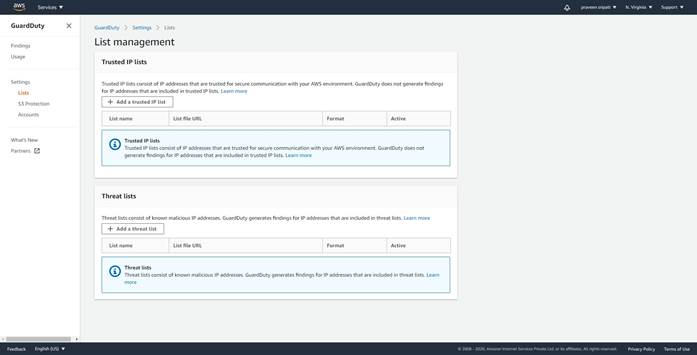 aws Services praveen sripati N. Virginia Support
GuardDuty
Findings
Usage
Settings
Lists
S3 Protection
Accounts
What's New
Partners
GuardDuty Settings Lists
List management
Trusted IP lists
Trusted IP lists consist of IP addresses that are trusted for secure communication with your AWS environment. GuardDuty does not generate findings
for IP addresses that are included in trusted IP lists. Learn more
Add a trusted IP list
List name List file URL Format Active
Trusted IP lists
Trusted IP lists consist of IP addresses that are trusted for secure communication with your AWS environment. GuardDuty does not
generate findings for IP addresses that are included in trusted IP lists. Learn more
Threat lists
Threat lists consist of known malicious IP addresses. GuardDuty generates findings for IP addresses that are included in threat lists. Learn more
Add a threat list
List name List file URL Format Active
Threat lists
Threat lists consist of known malicious IP addresses. GuardDuty generates findings for IP addresses that are included in threat lists. Learn
more
Feedback English (US) © 2008 - 2020, Amazon Internet Services Private Ltd. or its affiliates. All rights reserved. Privacy Policy Terms of Use